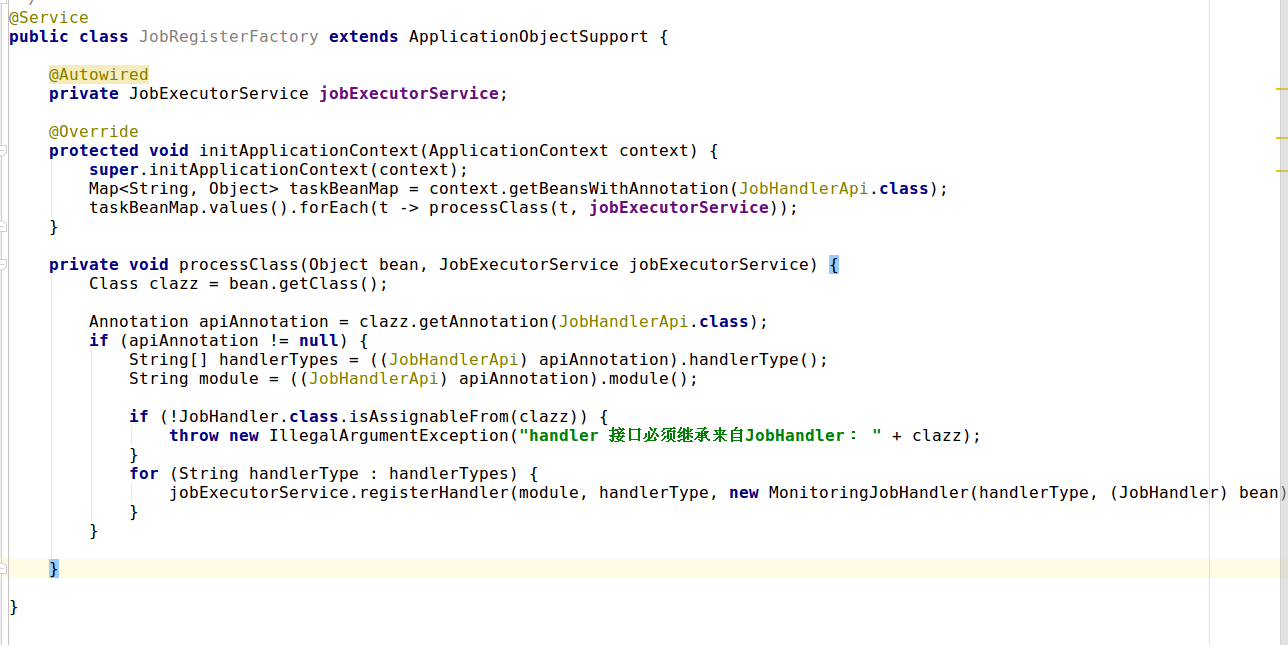 @Service
public class JobRegisterFactory extends ApplicationObjectSupport {
@Autowired
private JobExecutorService jobExecutorService;
@Override
protected void initApplicationContext(ApplicationContext context) {
super.initApplicationContext(context);
Map<String, Object> taskBeanMap = context.getBeansWithAnnotation(JobHandlerApi.class);
taskBeanMap.values().forEach(t -> processClass(t, jobExecutorService));
}
private void processClass(Object bean, JobExecutorService jobExecutorService) {
Class clazz = bean.getClass();
Annotation apiAnnotation = clazz.getAnnotation(JobHandlerApi.class);
if (apiAnnotation != null) {
String[] handlerTypes = ((JobHandlerApi) apiAnnotation).handlerType();
String module = ((JobHandlerApi) apiAnnotation).module();
if (!JobHandler.class.isAssignableFrom(clazz)) {
throw new IllegalArgumentException("handler 接口必须继承来自JobHandler： " + clazz);
}
for (String handlerType : handlerTypes) {
jobExecutorService.registerHandler(module, handlerType, new MonitoringJobHandler(handlerType, (JobHandler) bean)
}
}
}
}